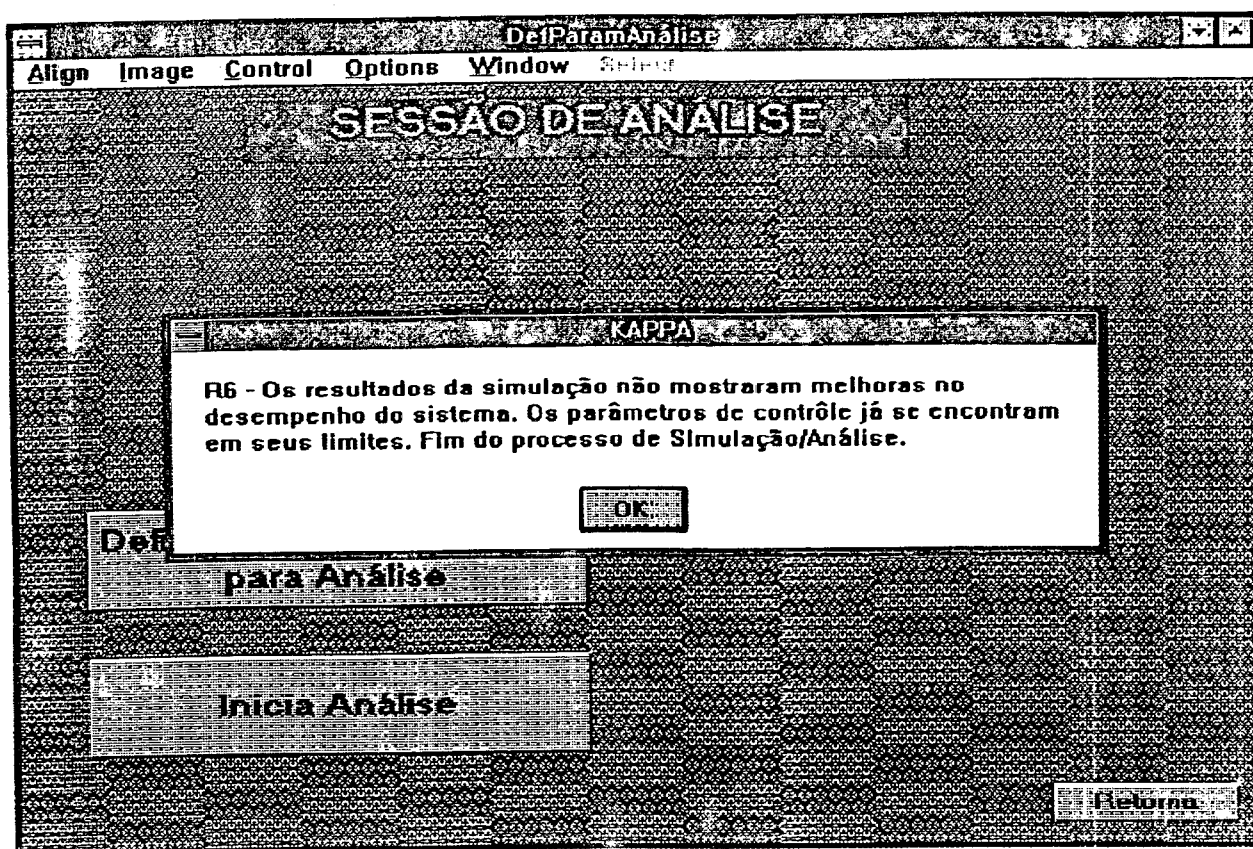 DefParamAnálise
Align Image Control Options Window Select
SESSÃO DE ANÁLISE
KAPPA
R6 - Os resultados da simulação não mostraram melhoras no
desempenho do sistema. Os parâmetros de contrôle já se encontram
em seus limites. Fim do processo de Simulação/Análise.
OK
Def
para Análise
Inicia Análise
Retorna